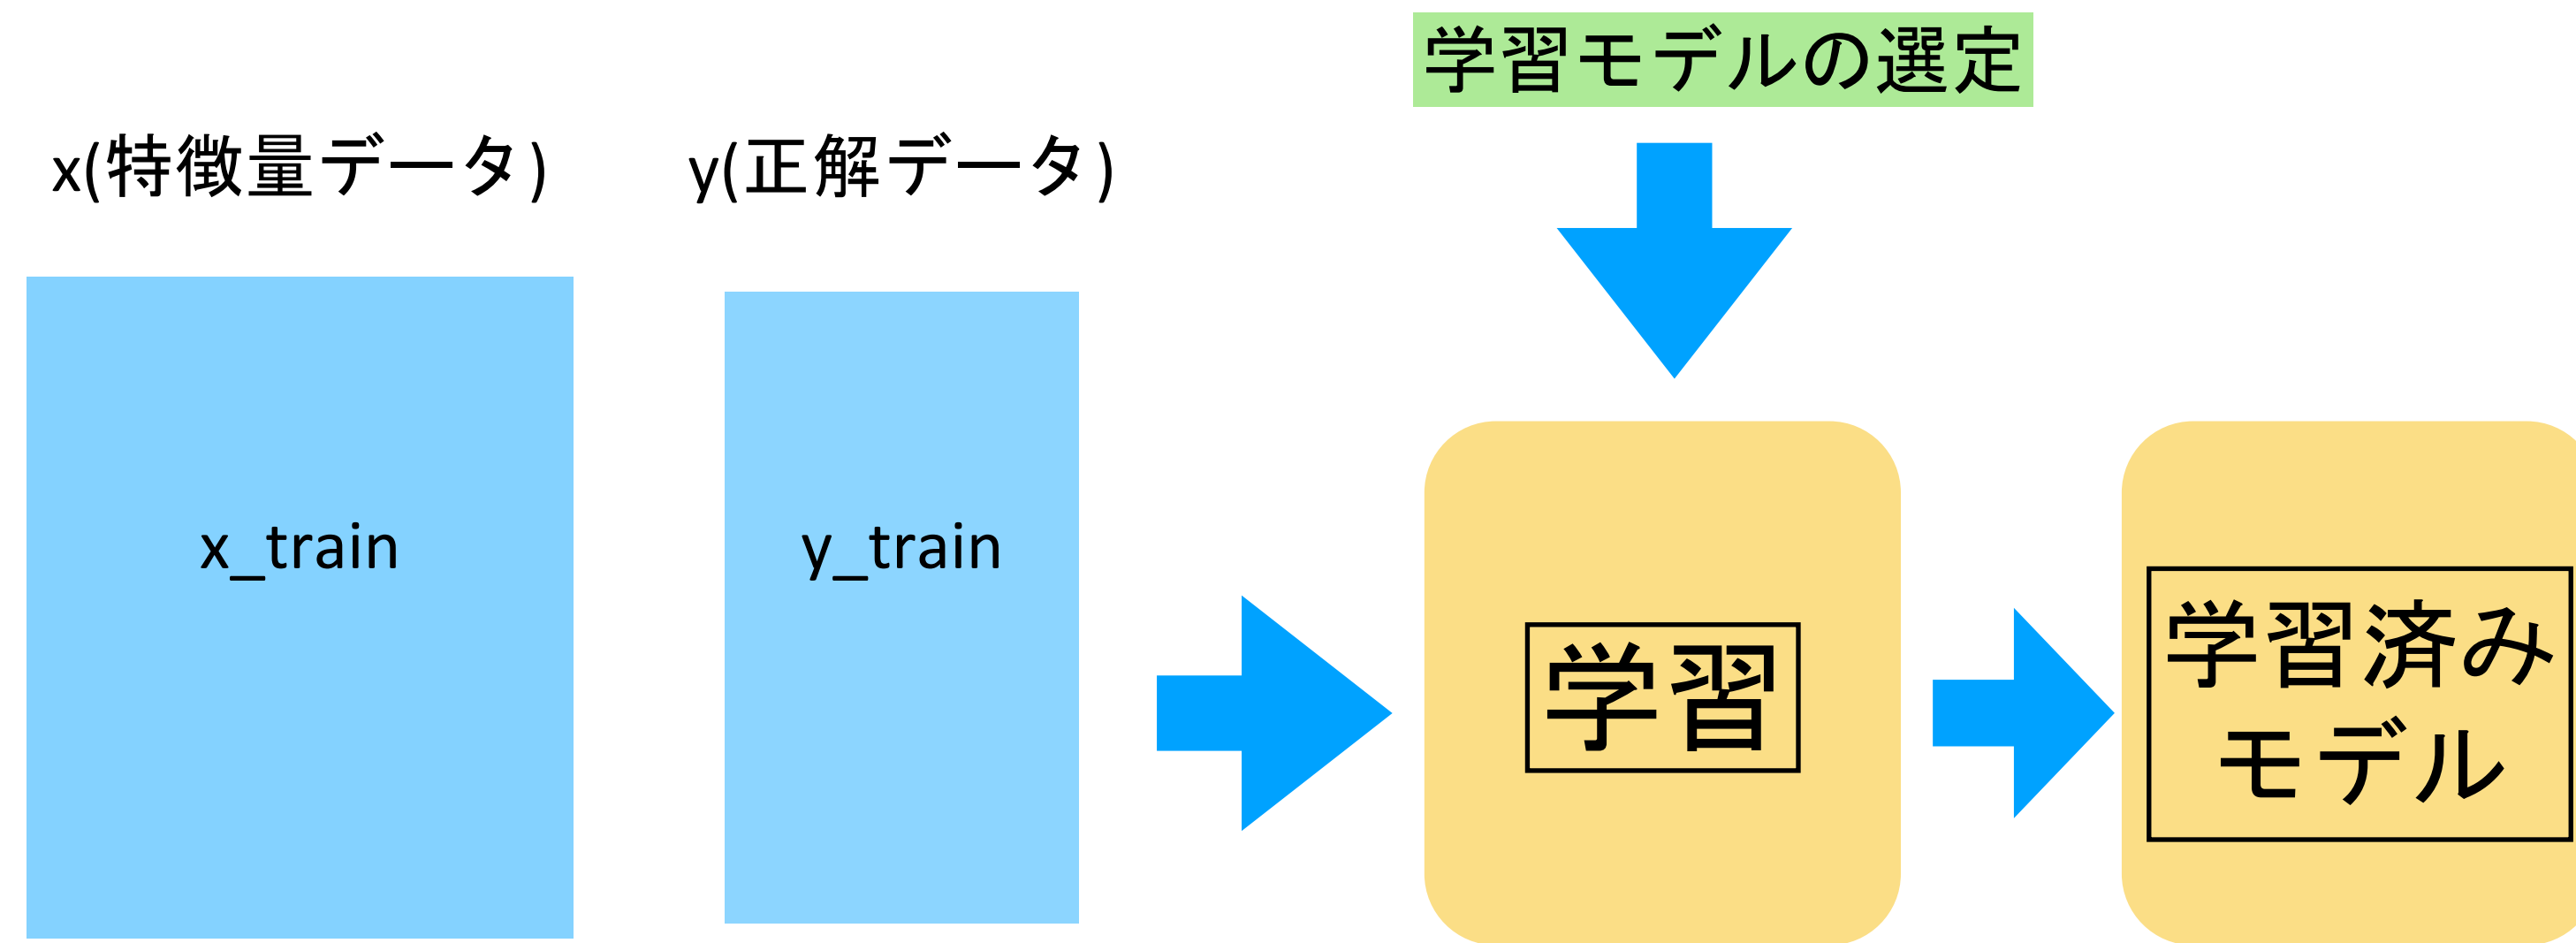 学習モデルの選定
x(特徴量データ)
y(正解データ)
x_train
y_train
学習
学習済み
モデル